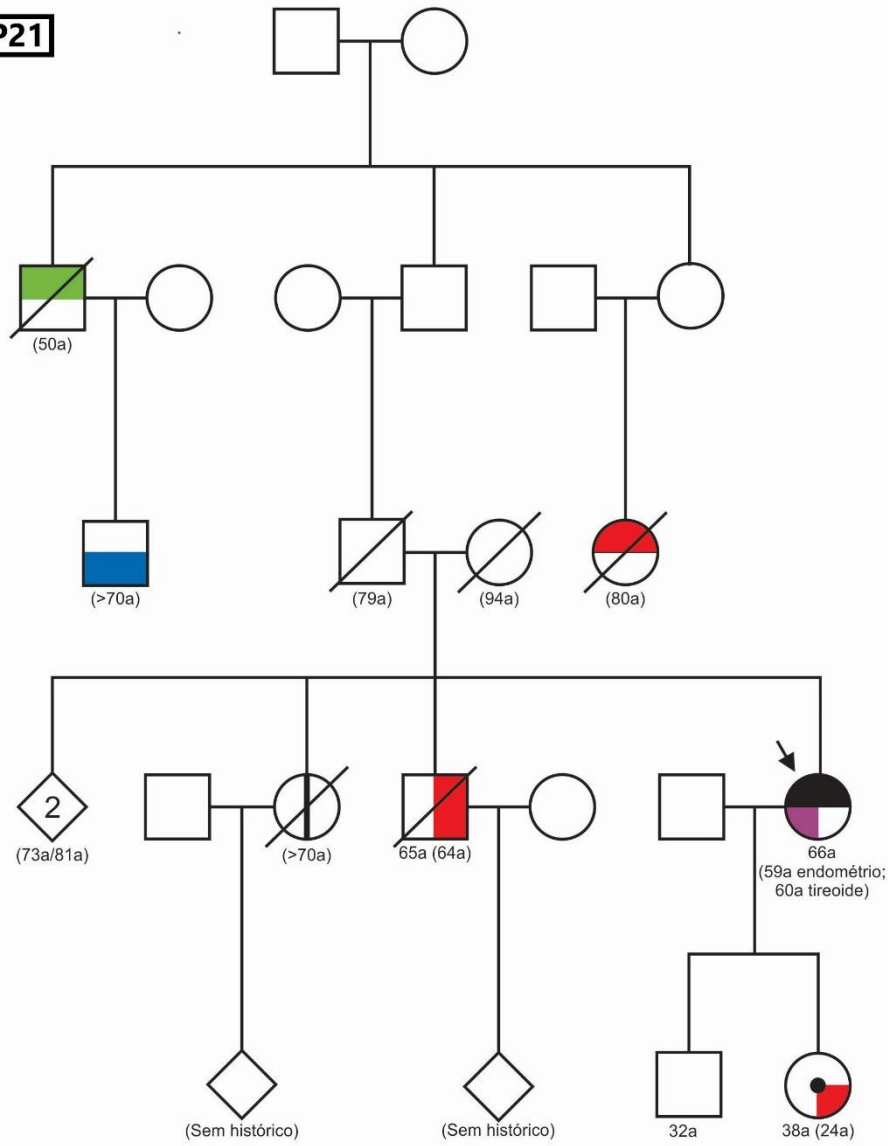 P21
(50a)
(>70a)
(79a)
(94a)
(80a)
2
(73a/81a)
(>70a)
65a (64a)
66a
(59a endométrio;
60a tireoide)
(Sem histórico)
(Sem histórico)
32a
38a (24a)